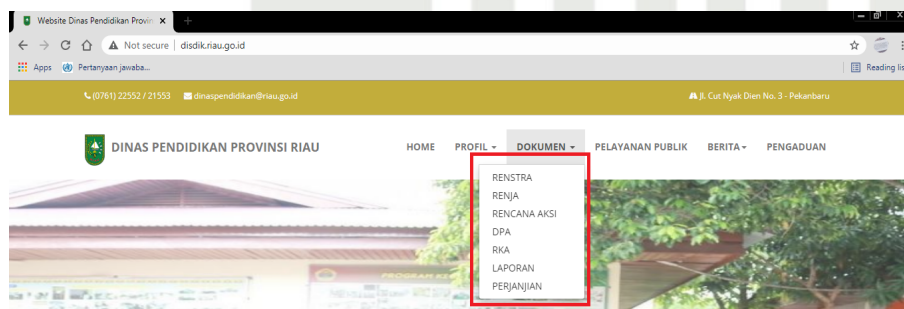 Website Dinas Pendidikan Provin
Not secure | disdik.riau.go.id
Apps Pertanyaan jawaba...
Reading lis
(0761) 22552 / 21553 dinaspendidikan@riau.go.id
Jl. Cut Nyak Dien No. 3 - Pekanbaru
DINAS PENDIDIKAN PROVINSI RIAU
HOME PROFIL DOKUMEN PELAYANAN PUBLIK BERITA PENGADUAN
RENSTRA
RENJA
RENCANA AKSI
DPA
RKA
LAPORAN
PERJANJIAN
PROGRAM